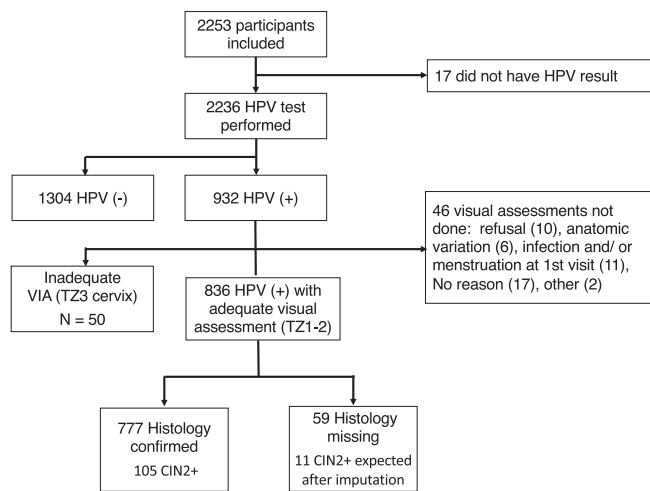 2253 participants
included
17 did not have HPV result
2236 HPV test
performed
1304 HPV (-)
932 HPV (+)
46 visual assessments not
done: refusal (10), anatomic
variation (6), infection and/ or
menstruation at 1st visit (11),
No reason (17), other (2)
Inadequate
VIA (TZ3 cervix)
N = 50
836 HPV (+) with
adequate visual
assessment (TZ1-2)
777 Histology
confirmed
105 CIN2+
59 Histology
missing
11 CIN2+ expected
after imputation